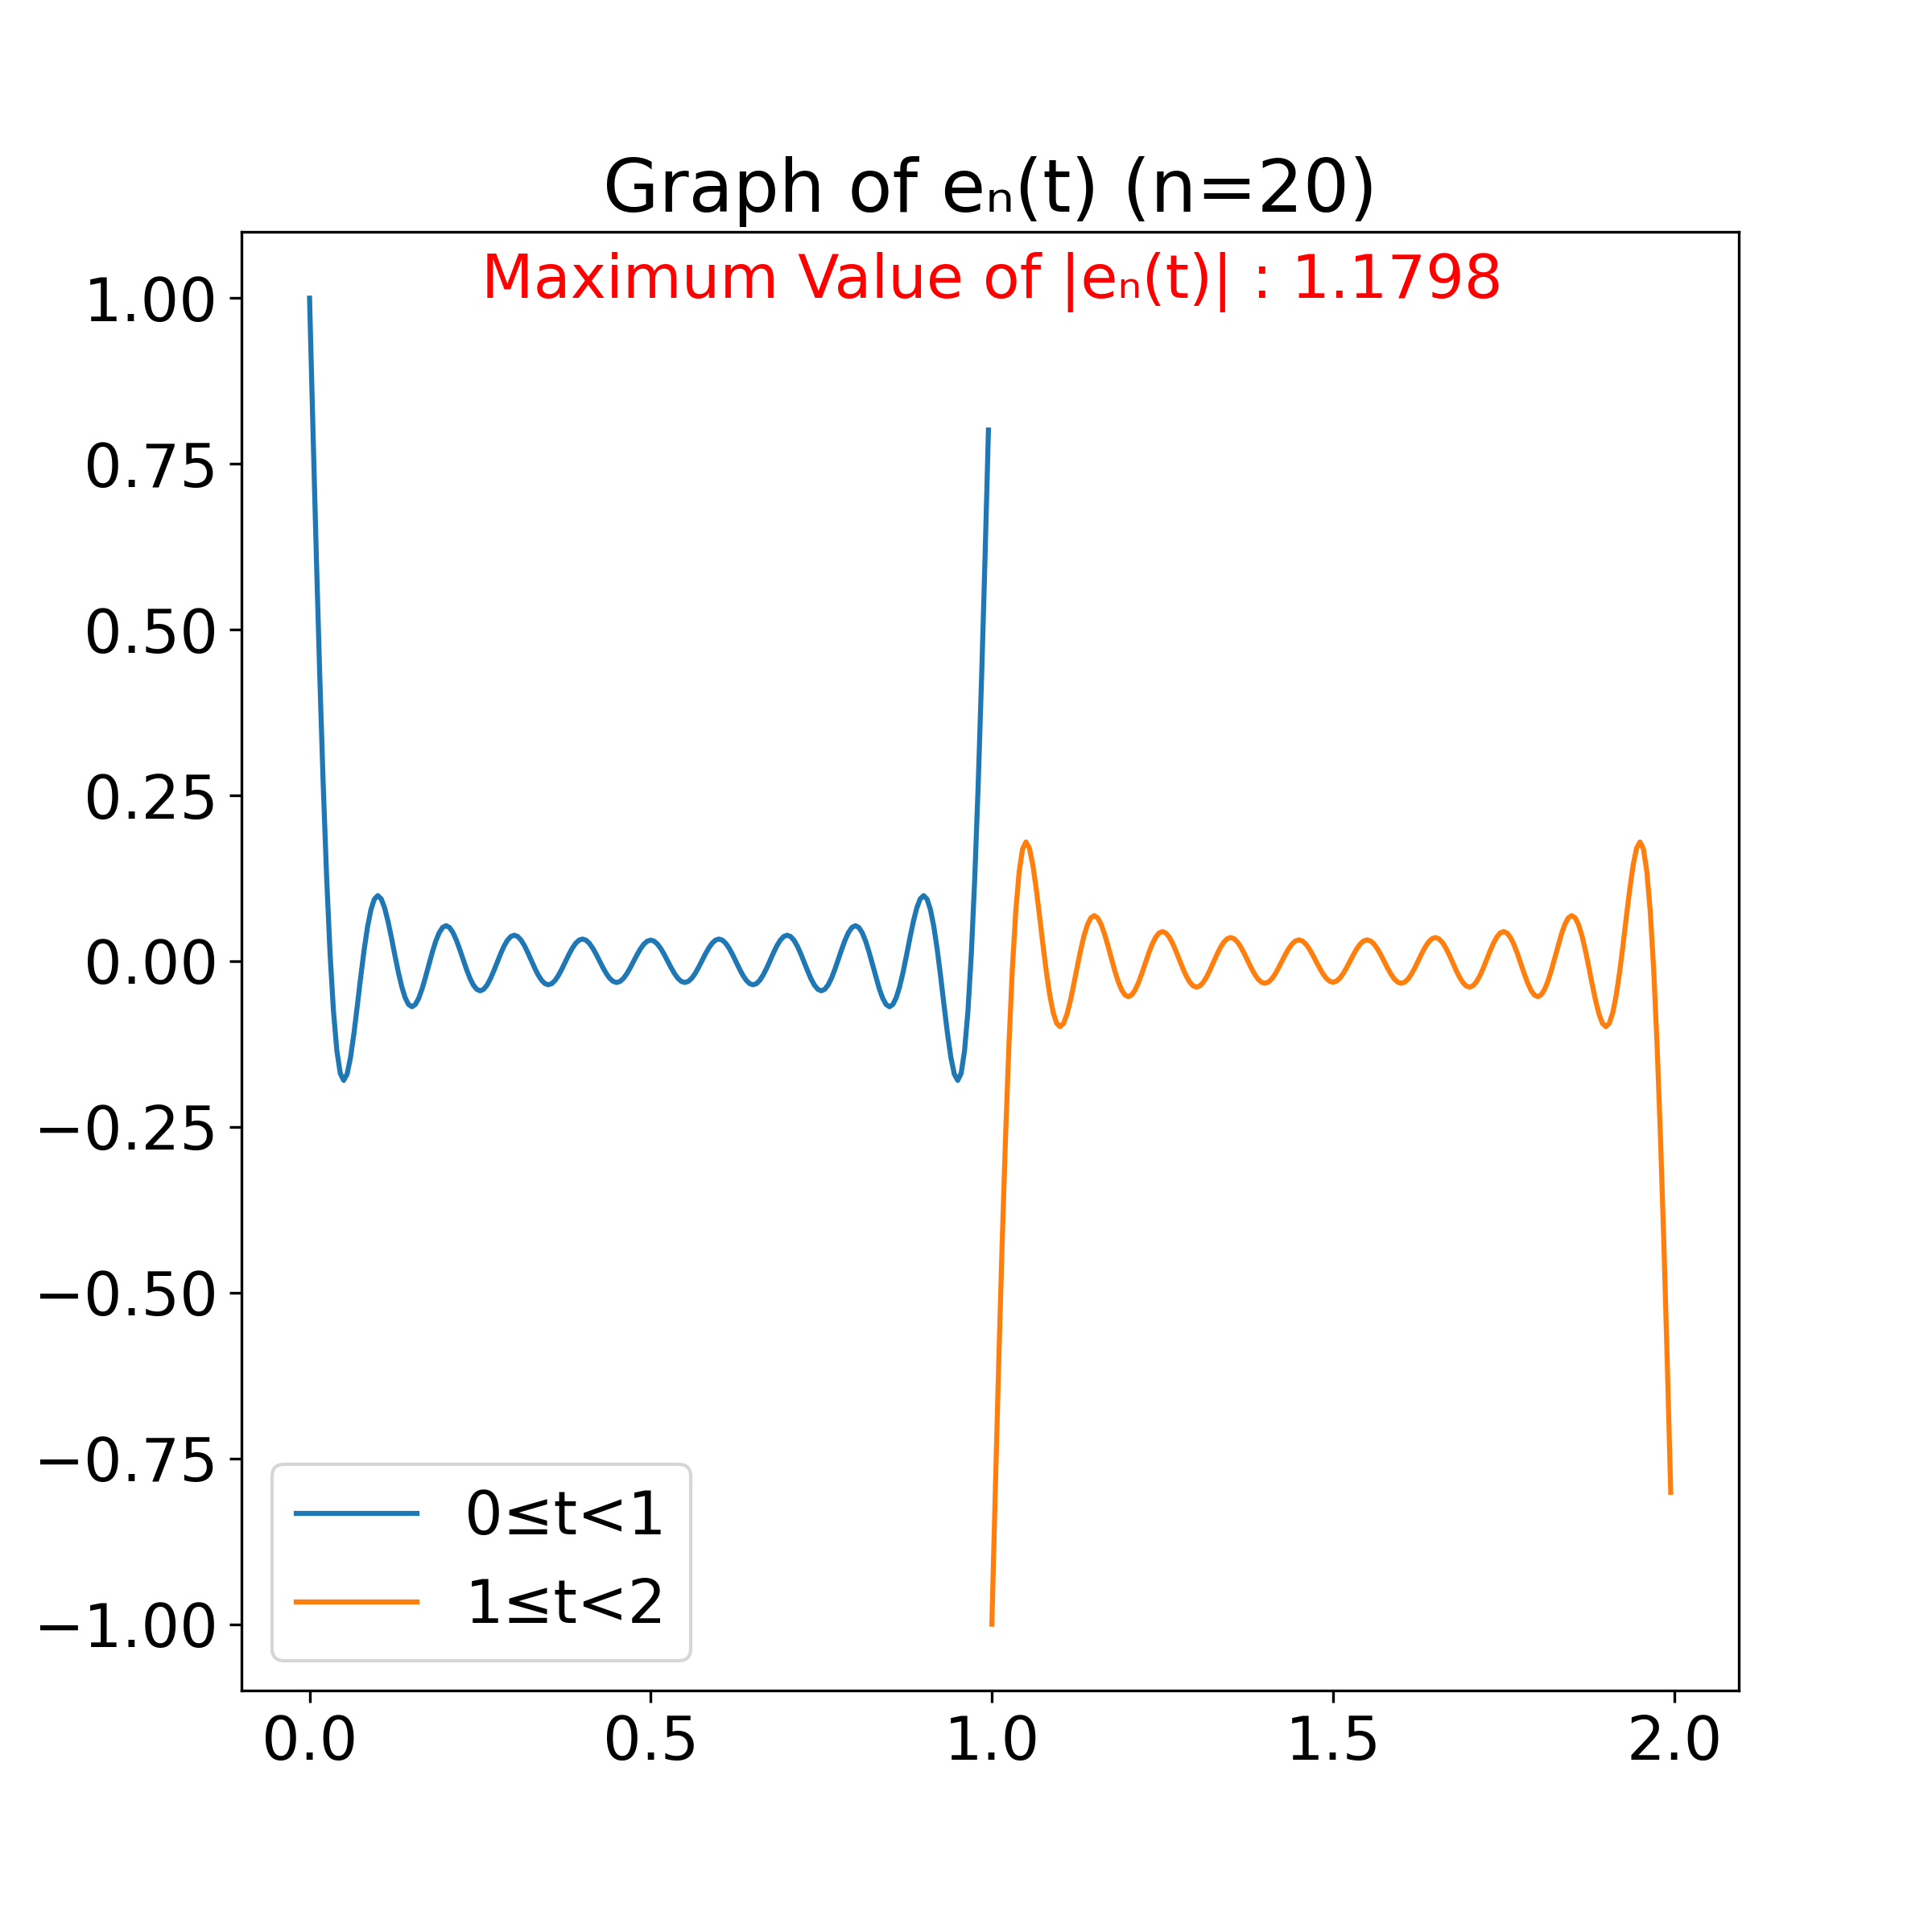 Graph of eₙ(t) (n=20)
Maximum Value of |eₙ(t)| : 1.1798
1.00
0.75
0.50
0.25
0.00
−0.25
−0.50
−0.75
−1.00
0≤t<1
1≤t<2
0.0 0.5 1.0 1.5 2.0